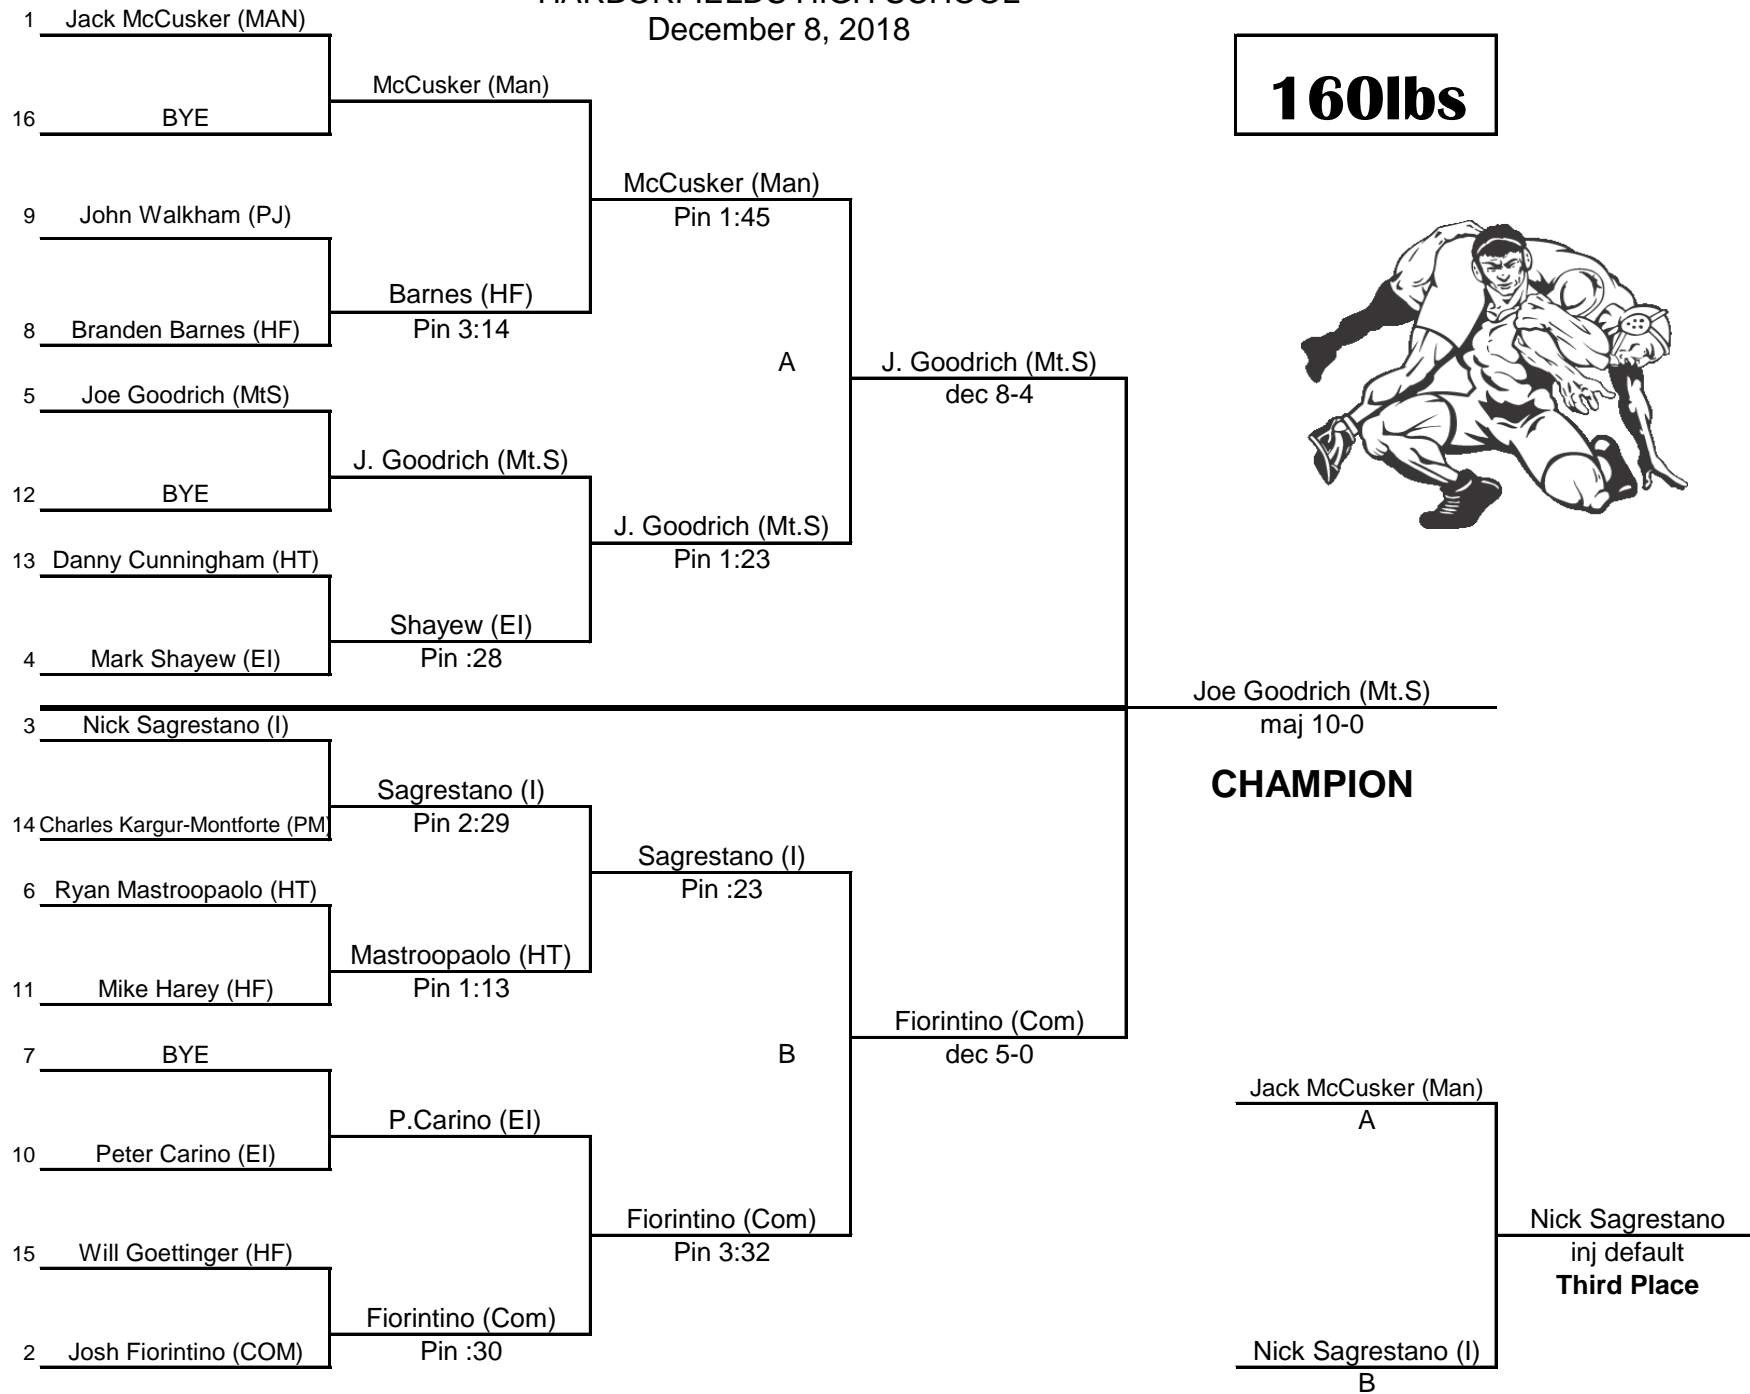 HARBORFIELDS HIGH SCHOOL
December 8, 2018
160lbs
1 Jack McCusker (MAN)
McCusker (Man)
16 BYE
McCusker (Man)
Pin 1:45
9 John Walkham (PJ)
Barnes (HF)
Pin 3:14
8 Branden Barnes (HF)
A
J. Goodrich (Mt.S)
dec 8-4
5 Joe Goodrich (MtS)
J. Goodrich (Mt.S)
12 BYE
J. Goodrich (Mt.S)
Pin 1:23
13 Danny Cunningham (HT)
Shayew (EI)
Pin :28
4 Mark Shayew (EI)
Joe Goodrich (Mt.S)
maj 10-0
CHAMPION
3 Nick Sagrestano (I)
Sagrestano (I)
Pin 2:29
14 Charles Kargur-Montforte (PM)
Sagrestano (I)
Pin :23
6 Ryan Mastroopaolo (HT)
Mastroopaolo (HT)
Pin 1:13
11 Mike Harey (HF)
Fiorintino (Com)
dec 5-0
B
7 BYE
P.Carino (EI)
10 Peter Carino (EI)
Fiorintino (Com)
Pin 3:32
15 Will Goettinger (HF)
Fiorintino (Com)
Pin :30
2 Josh Fiorintino (COM)
Jack McCusker (Man)
A
Nick Sagrestano
inj default
Third Place
Nick Sagrestano (I)
B